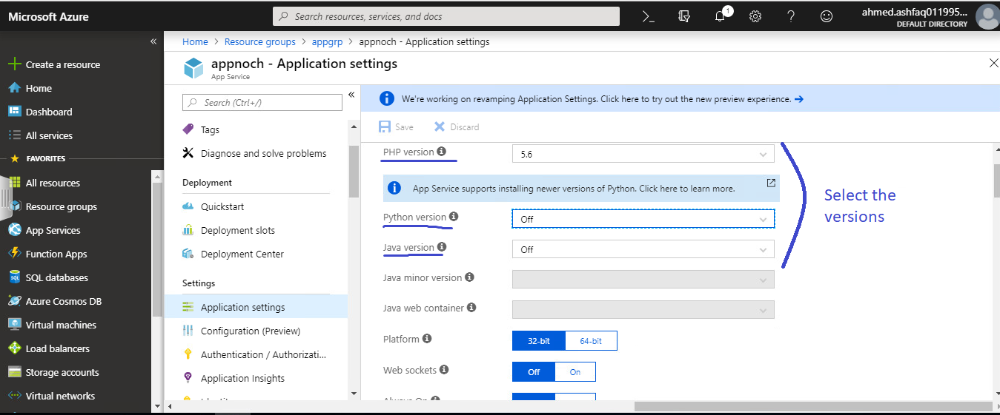 Microsoft Azure
Search resources, services, and docs
1
ahmed.ashfaq011995...
DEFAULT DIRECTORY
«
Create a resource
Home
Dashboard
All services
FAVORITES
All resources
Resource groups
App Services
Function Apps
SQL databases
Azure Cosmos DB
Virtual machines
Load balancers
Storage accounts
Virtual networks
Home > Resource groups > appgrp > appnoch - Application settings
appnoch - Application settings
App Service
Search (Ctrl+/)
«
Tags
Diagnose and solve problems
Deployment
Quickstart
Deployment slots
Deployment Center
Settings
Application settings
Configuration (Preview)
Authentication / Authorizati...
Application Insights
We're working on revamping Application Settings. Click here to try out the new preview experience.
Save Discard
PHP version 5.6
App Service supports installing newer versions of Python. Click here to learn more.
Python version Off
Java version Off
Java minor version
Java web container
Platform 32-bit 64-bit
Web sockets Off On
Always On
Select the
versions